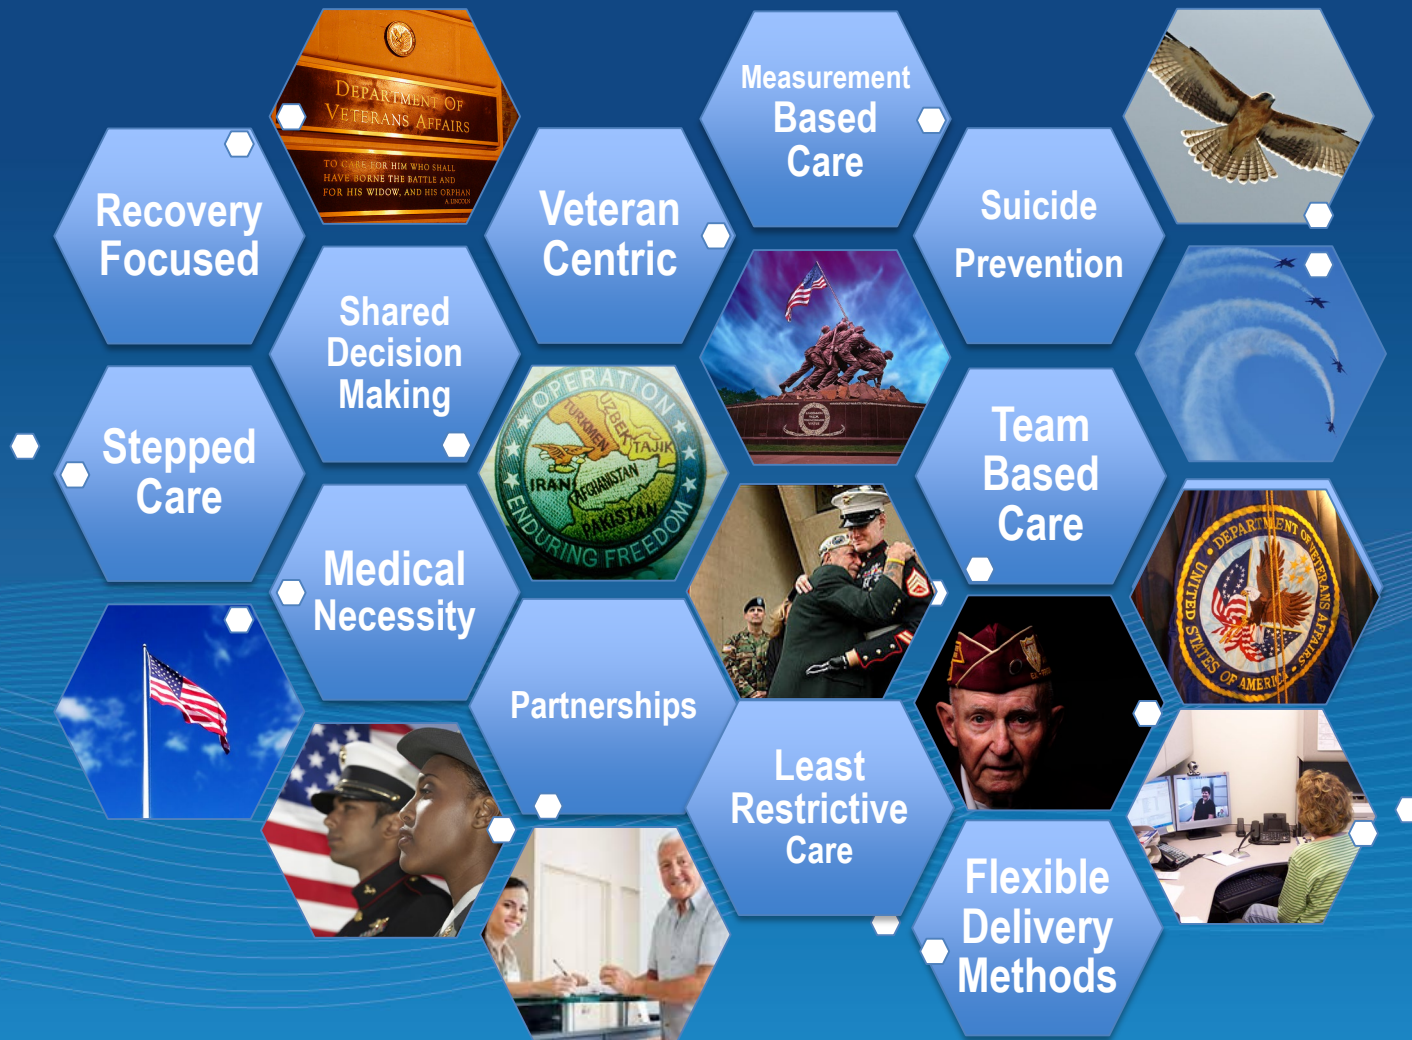 DEPARTMENT OF
VETERANS AFFAIRS
TO CARE FOR HIM WHO SHALL
HAVE BORNE THE BATTLE AND
FOR HIS WIDOW, AND HIS ORPHAN
A. LINCOLN
Measurement
Based
Care
Recovery
Focused
Veteran
Centric
Suicide
Prevention
Shared
Decision
Making
Stepped
Care
OPERATION
TURKMEN
UZBEK
TAJIK
IRAN
AFGHANISTAN
PAKISTAN
ENDURING FREEDOM
Team
Based
Care
Medical
Necessity
DEPARTMENT OF VETERANS AFFAIRS
UNITED STATES OF AMERICA
Partnerships
Least
Restrictive
Care
Flexible
Delivery
Methods